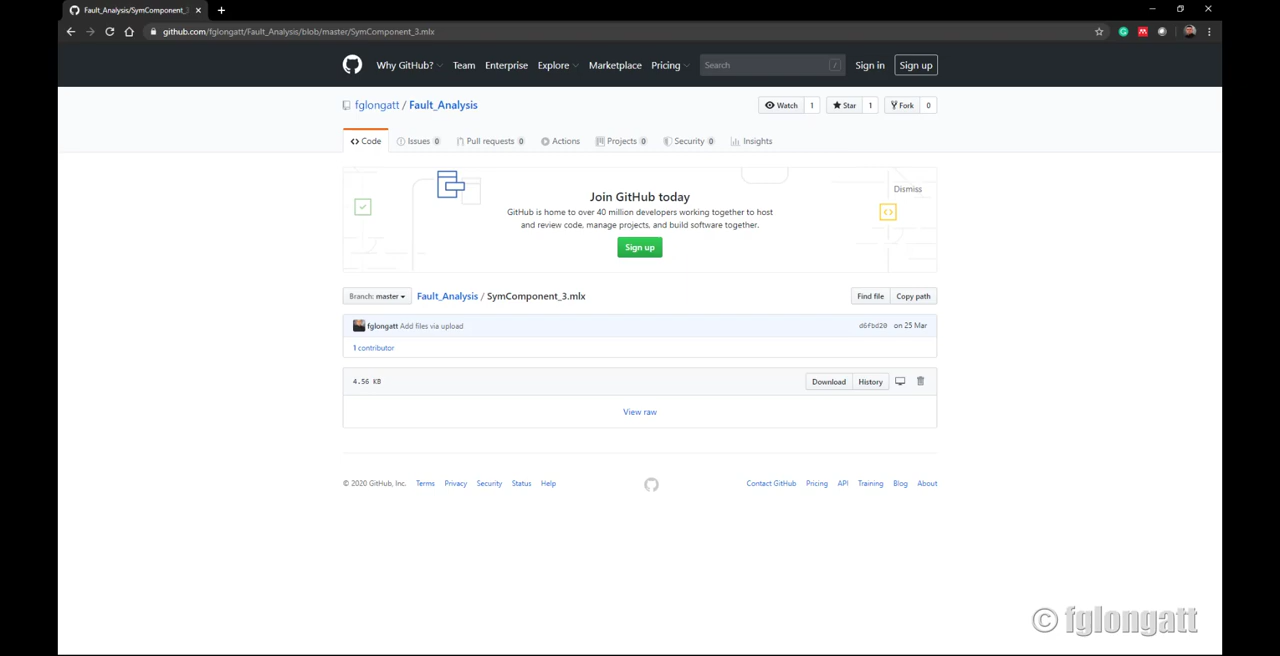 Fault_Analysis/SymComponent_3
github.com/fglongatt/Fault_Analysis/blob/master/SymComponent_3.mlx
Why GitHub? Team Enterprise Explore Marketplace Pricing Search / Sign in Sign up
fglongatt / Fault_Analysis Watch 1 Star 1 Fork 0
Code Issues 0 Pull requests 0 Actions Projects 0 Security 0 Insights
Dismiss
Join GitHub today
GitHub is home to over 40 million developers working together to host
and review code, manage projects, and build software together.
Sign up
Branch: master Fault_Analysis / SymComponent_3.mlx Find file Copy path
fglongatt Add files via upload d6fbd20 on 25 Mar
1 contributor
4.56 KB Download History
View raw
© 2020 GitHub, Inc. Terms Privacy Security Status Help Contact GitHub Pricing API Training Blog About
© fglongatt